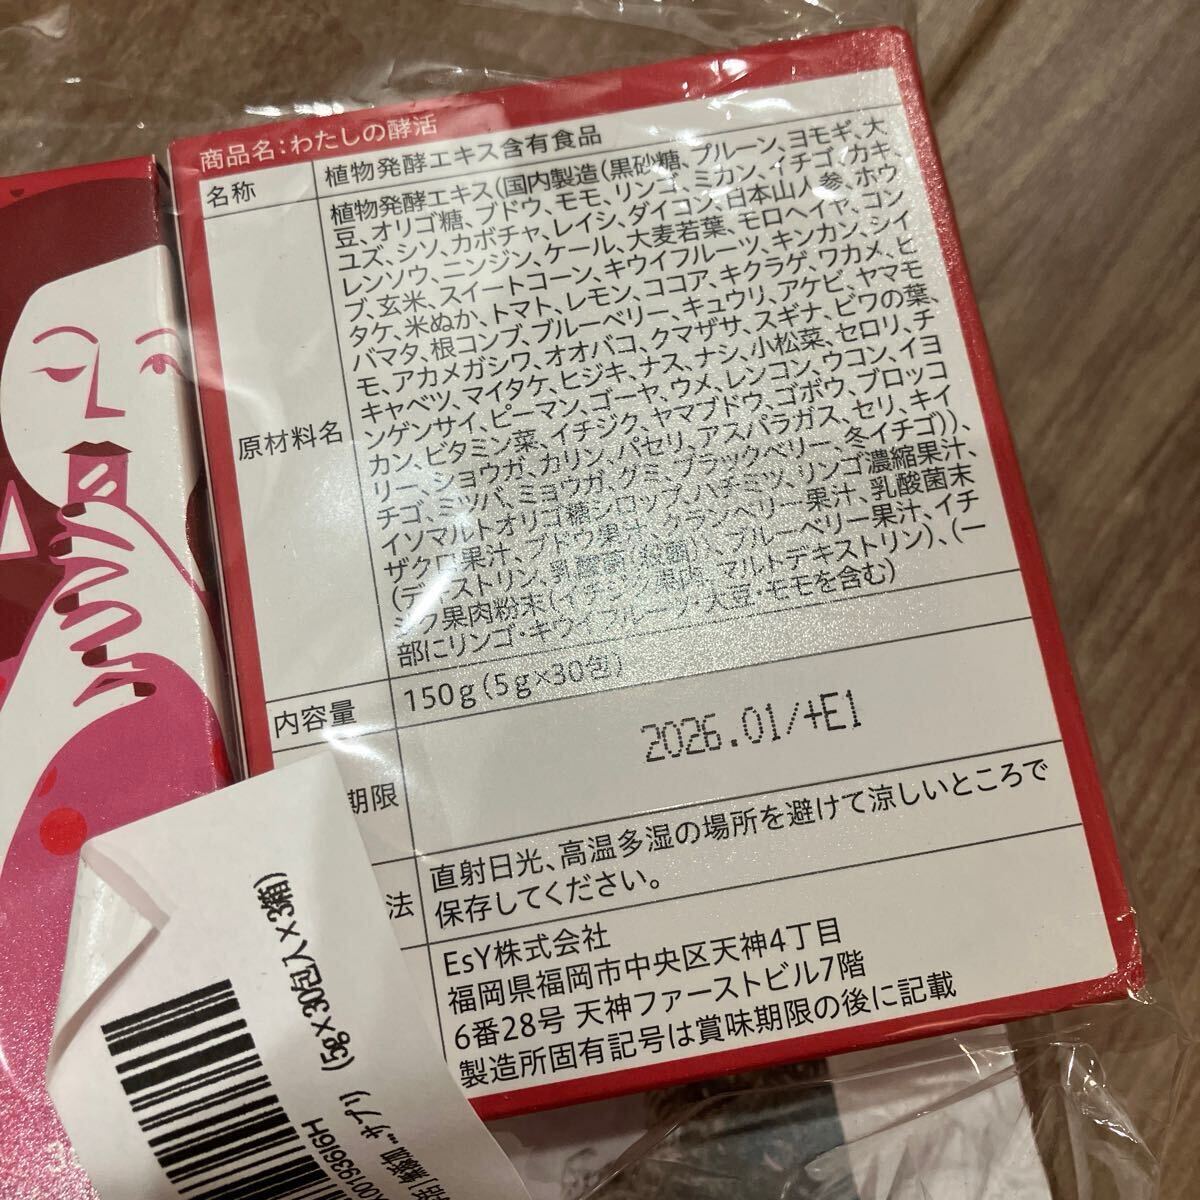 商品名:わたしの酵活
名称
植物発酵エキス含有食品
原材料名
植物発酵エキス(国内製造(黒砂糖、プルーン、ヨモギ、大
豆、オリゴ糖、ブドウ、モモ、リンゴ、ミカン、イチゴ、カキ、
ユズ、シソ、カボチャ、レイシ、ダイコン、日本山人参、ホウ
レンソウ、ニンジン、ケール、大麦若葉、モロヘイヤ、コン
ブ、玄米、スイートコーン、キウイフルーツ、キンカン、シイ
タケ、米ぬか、トマト、レモン、ココア、キクラゲ、ワカメ、ヒ
バマタ、根コンブ、ブルーベリー、キュウリ、アケビ、ヤマモ
モ、アカメガシワ、オオバコ、クマザサ、スギナ、ビワの葉、
キャベツ、マイタケ、ヒジキ、ナス、ナシ、小松菜、セロリ、チ
ンゲンサイ、ピーマン、ゴーヤ、ウメ、レンコン、ウコン、イヨ
カン、ビタミン菜、イチジク、ヤマブドウ、ゴボウ、ブロッコ
リー、ショウガ、カリン、パセリ、アスパラガス、セリ、キイ
チゴ、ミツバ、ミョウガ、グミ、ブラックベリー、冬イチゴ))、
イソマルトオリゴ糖シロップ、ハチミツ、リンゴ濃縮果汁、
ザクロ果汁、ブドウ果汁、クランベリー果汁、乳酸菌末
(デキストリン、乳酸菌(殺菌))、ブルーベリー果汁、イチ
ジク果肉粉末(イチジク果肉、マルトデキストリン)、(一
部にリンゴ・キウイフルーツ・大豆・モモを含む)
内容量
150g(5g×30包)
期限
2026.01/+E1
法
直射日光、高温多湿の場所を避けて涼しいところで
保存してください。
EsY株式会社
福岡県福岡市中央区天神4丁目
6番28号 天神ファーストビル7階
製造所固有記号は賞味期限の後に記載
(5g×30包入×3箱)
サプリ)